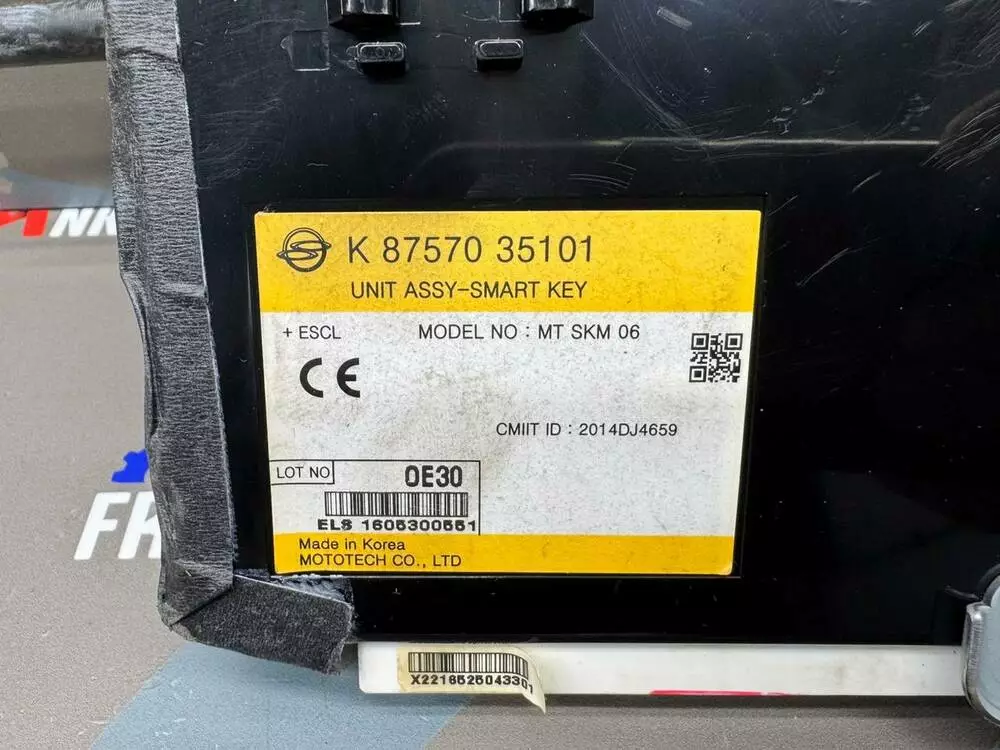 K 87570 35101
UNIT ASSY-SMART KEY
+ ESCL
MODEL NO : MT SKM 06
CE
CMIIT ID : 2014DJ4659
LOT NO
0E30
ELS 1605300551
Made in Korea
MOTOTECH CO., LTD
X2216525043301
FR